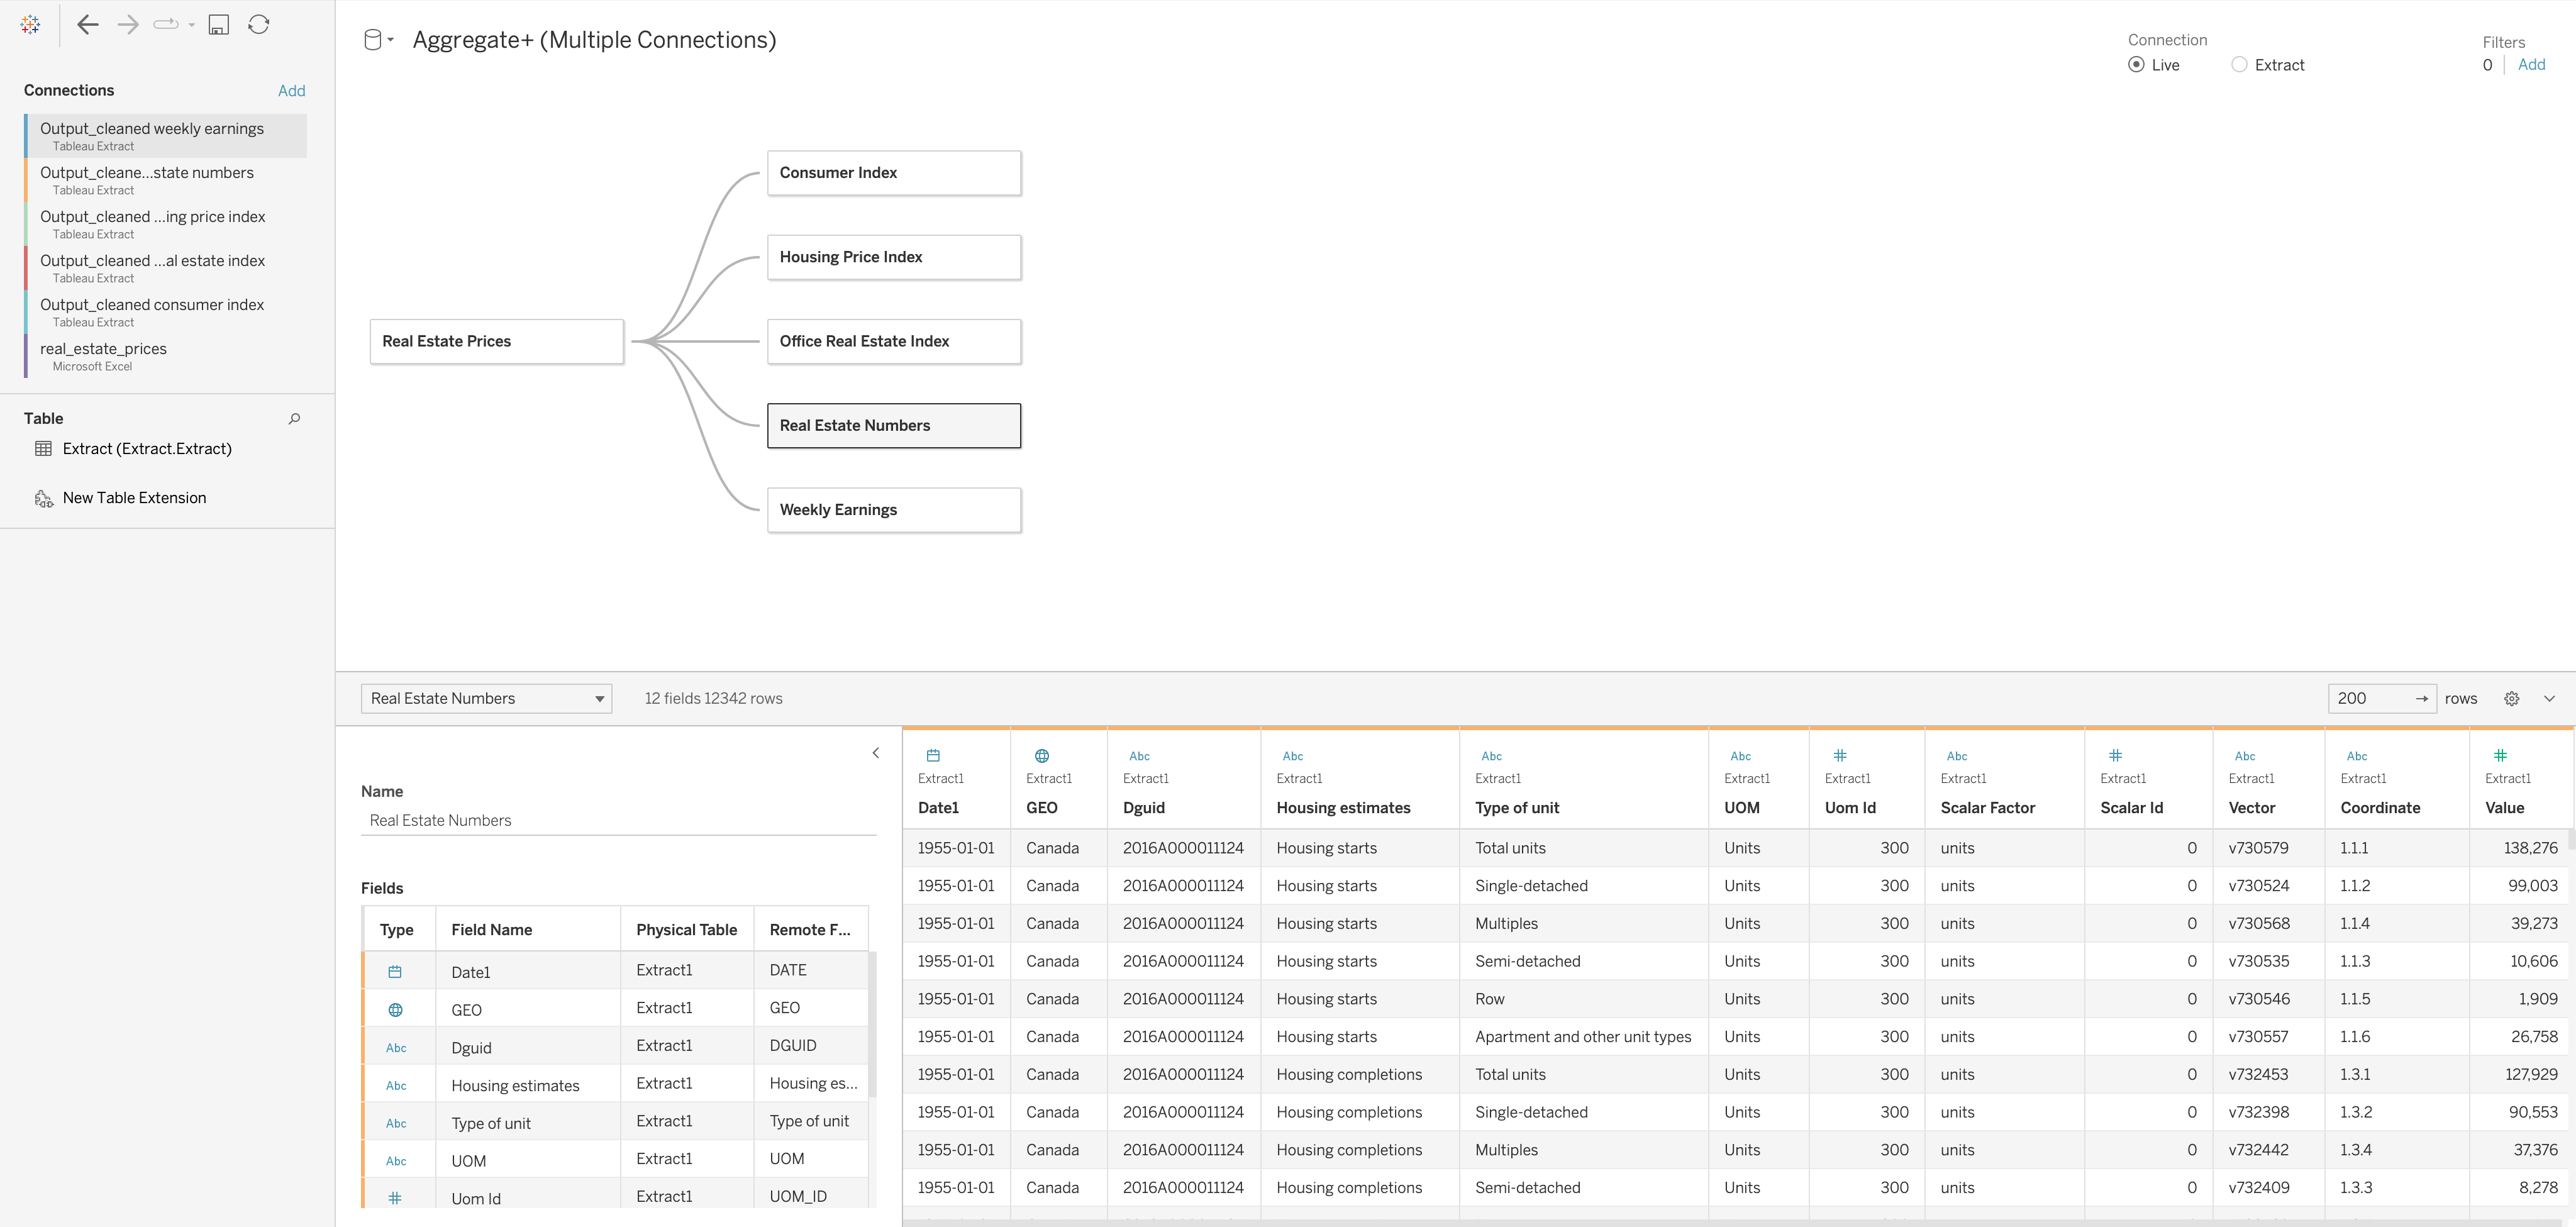 Aggregate+ (Multiple Connections)
Connection
Live
Extract
Filters
0
Add
Connections
Add
Output_cleaned weekly earnings
Tableau Extract
Output_cleane...state numbers
Tableau Extract
Output_cleaned ...ing price index
Tableau Extract
Output_cleaned ...al estate index
Tableau Extract
Output_cleaned consumer index
Tableau Extract
real_estate_prices
Microsoft Excel
Table
Extract (Extract.Extract)
New Table Extension
Real Estate Prices
Consumer Index
Housing Price Index
Office Real Estate Index
Real Estate Numbers
Weekly Earnings
Real Estate Numbers
12 fields 12342 rows
200
rows
Name
Real Estate Numbers
Fields
Type Field Name Physical Table Remote F...
Date1 Extract1 DATE
GEO Extract1 GEO
Abc Dguid Extract1 DGUID
Abc Housing estimates Extract1 Housing es...
Abc Type of unit Extract1 Type of unit
Abc UOM Extract1 UOM
# Uom Id Extract1 UOM_ID
Abc Abc Abc Abc # Abc # Abc Abc #
Extract1 Extract1 Extract1 Extract1 Extract1 Extract1 Extract1 Extract1 Extract1 Extract1 Extract1 Extract1
Date1 GEO Dguid Housing estimates Type of unit UOM Uom Id Scalar Factor Scalar Id Vector Coordinate Value
1955-01-01 Canada 2016A000011124 Housing starts Total units Units 300 units 0 v730579 1.1.1 138,276
1955-01-01 Canada 2016A000011124 Housing starts Single-detached Units 300 units 0 v730524 1.1.2 99,003
1955-01-01 Canada 2016A000011124 Housing starts Multiples Units 300 units 0 v730568 1.1.4 39,273
1955-01-01 Canada 2016A000011124 Housing starts Semi-detached Units 300 units 0 v730535 1.1.3 10,606
1955-01-01 Canada 2016A000011124 Housing starts Row Units 300 units 0 v730546 1.1.5 1,909
1955-01-01 Canada 2016A000011124 Housing starts Apartment and other unit types Units 300 units 0 v730557 1.1.6 26,758
1955-01-01 Canada 2016A000011124 Housing completions Total units Units 300 units 0 v732453 1.3.1 127,929
1955-01-01 Canada 2016A000011124 Housing completions Single-detached Units 300 units 0 v732398 1.3.2 90,553
1955-01-01 Canada 2016A000011124 Housing completions Multiples Units 300 units 0 v732442 1.3.4 37,376
1955-01-01 Canada 2016A000011124 Housing completions Semi-detached Units 300 units 0 v732409 1.3.3 8,278